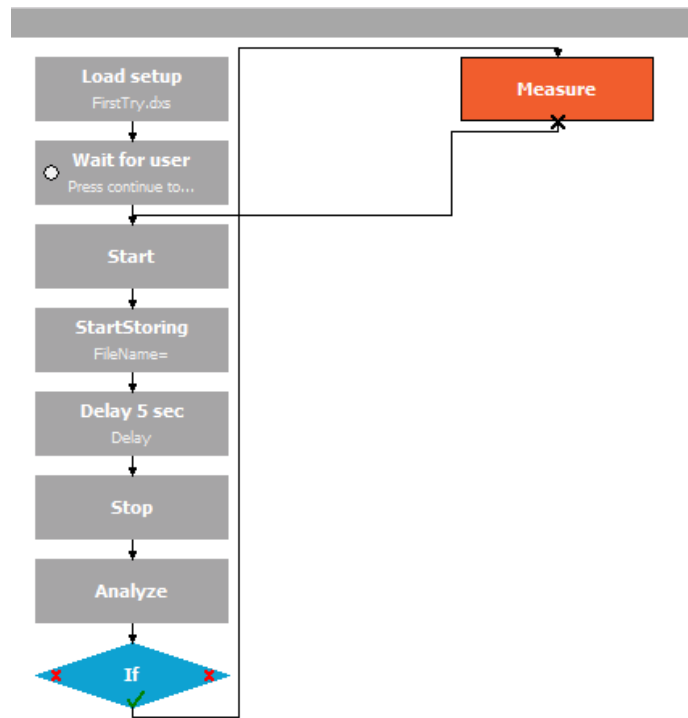 Load setup
FirstTry.dxs
Wait for user
Press continue to...
Start
StartStoring
FileName=
Delay 5 sec
Delay
Stop
Analyze
If
Measure